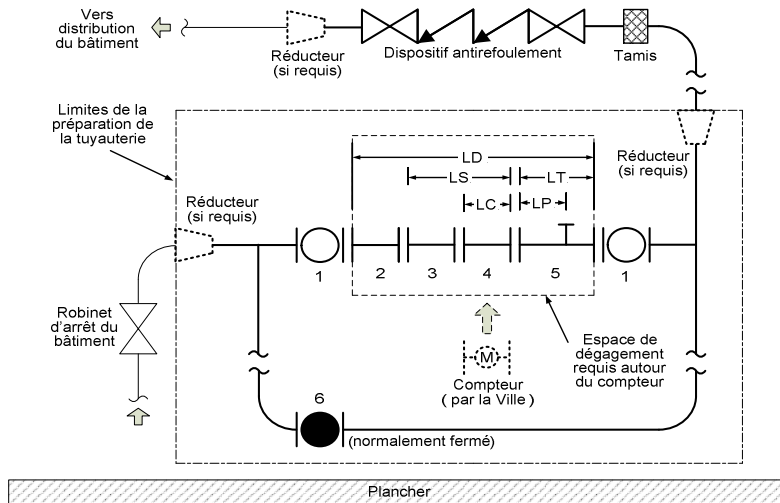 Vers
distribution
du bâtiment
Réducteur
(si requis)
Dispositif antirefoulement
Tamis
Limites de la
préparation de
la tuyauterie
Réducteur
(si requis)
Réducteur
(si requis)
LD
LS
LT
LC
LP
1
2
3
4
5
1
Robinet
d'arrêt du
bâtiment
M
Compteur
( par la Ville)
Espace de
dégagement
requis autour
du compteur
6
(normalement fermé)
Plancher